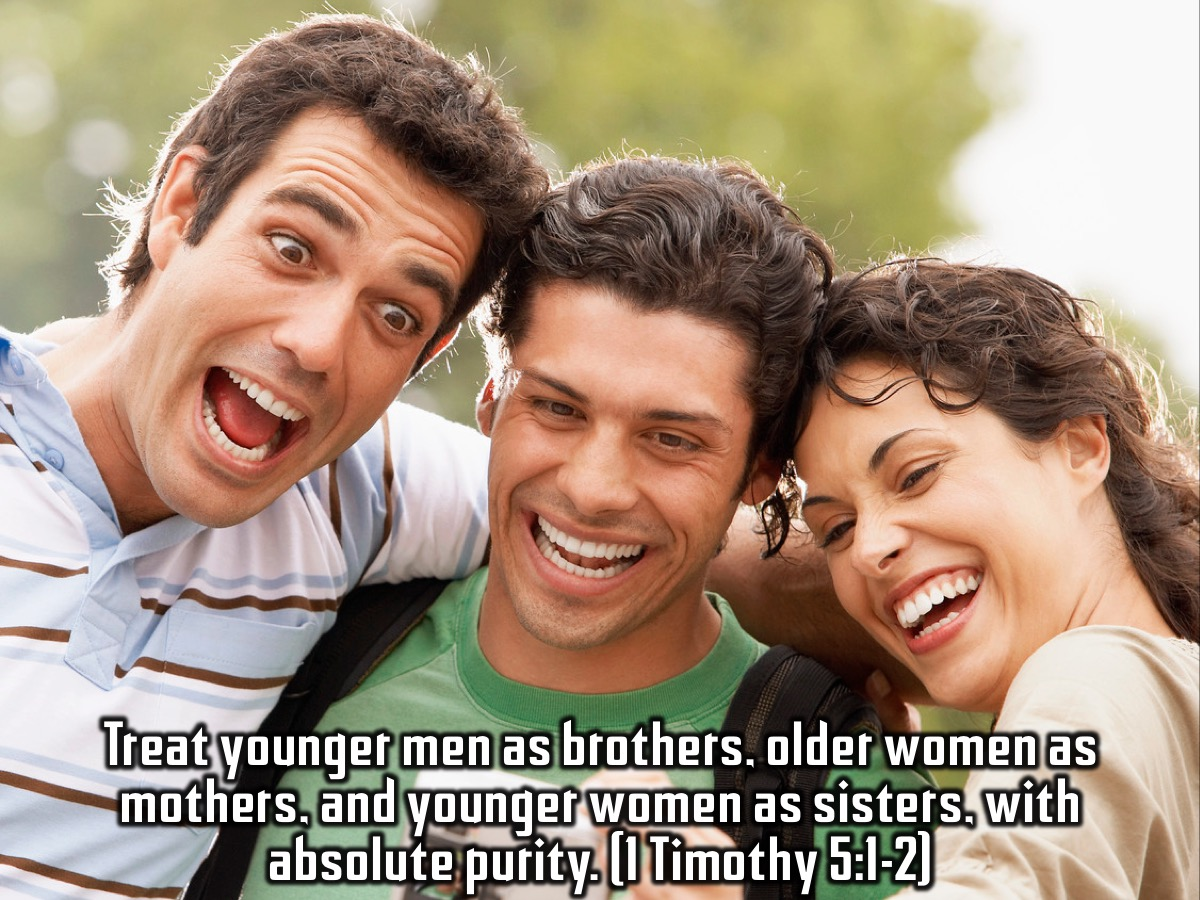 Treat younger men as brothers, older women as
mothers, and younger women as sisters, with
absolute purity. (1 Timothy 5:1-2)